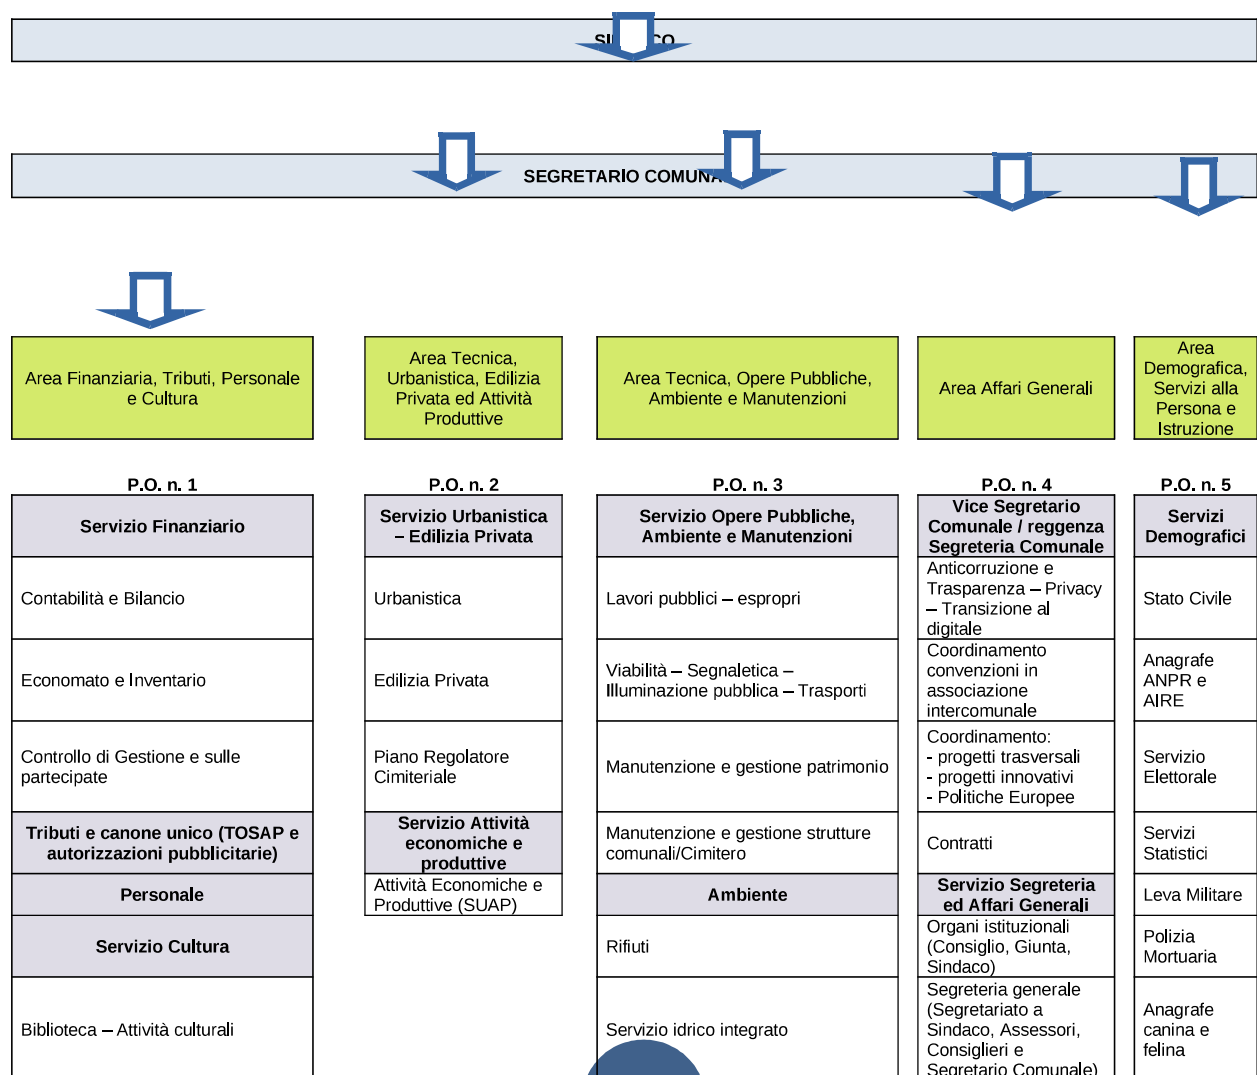 SEGRETARIO
Area Finanziaria, Tributi, Personale
e Cultura
Area Tecnica,
Urbanistica, Edilizia
Privata ed Attività
Produttive
Area Tecnica, Opere Pubbliche,
Ambiente e Manutenzioni
Area Affari Generali
Area
Demografica,
Servizi alla
Persona e
Istruzione
P.O. n. 1
Servizio Finanziario
Contabilità e Bilancio
Economato e Inventario
Controllo di Gestione e sulle
partecipate
Tributi e canone unico (TOSAP e
autorizzazioni pubblicitarie)
Personale
Servizio Cultura
Biblioteca – Attività culturali
P.O. n. 2
Servizio Urbanistica
– Edilizia Privata
Urbanistica
Edilizia Privata
Piano Regolatore
Cimiteriale
Servizio Attività
economiche e
produttive
Attività Economiche e
Produttive (SUAP)
P.O. n. 3
Servizio Opere Pubbliche,
Ambiente e Manutenzioni
Lavori pubblici – espropri
Viabilità – Segnaletica –
Illuminazione pubblica – Trasporti
Manutenzione e gestione patrimonio
Manutenzione e gestione strutture
comunali/Cimitero
Ambiente
Rifiuti
Servizio idrico integrato
P.O. n. 4
Vice Segretario
Comunale / reggenza
Segreteria Comunale
Anticorruzione e
Trasparenza – Privacy
– Transizione al
digitale
Coordinamento
convenzioni in
associazione
intercomunale
Coordinamento:
- progetti trasversali
- progetti innovativi
- Politiche Europee
Contratti
Servizio Segreteria
ed Affari Generali
Organi istituzionali
(Consiglio, Giunta,
Sindaco)
Segreteria generale
(Segretariato a
Sindaco, Assessori,
Consiglieri e
Segretario Comunale)
P.O. n. 5
Servizi
Demografici
Stato Civile
Anagrafe
ANPR e
AIRE
Servizio
Elettorale
Servizi
Statistici
Leva Militare
Polizia
Mortuaria
Anagrafe
canina e
felina